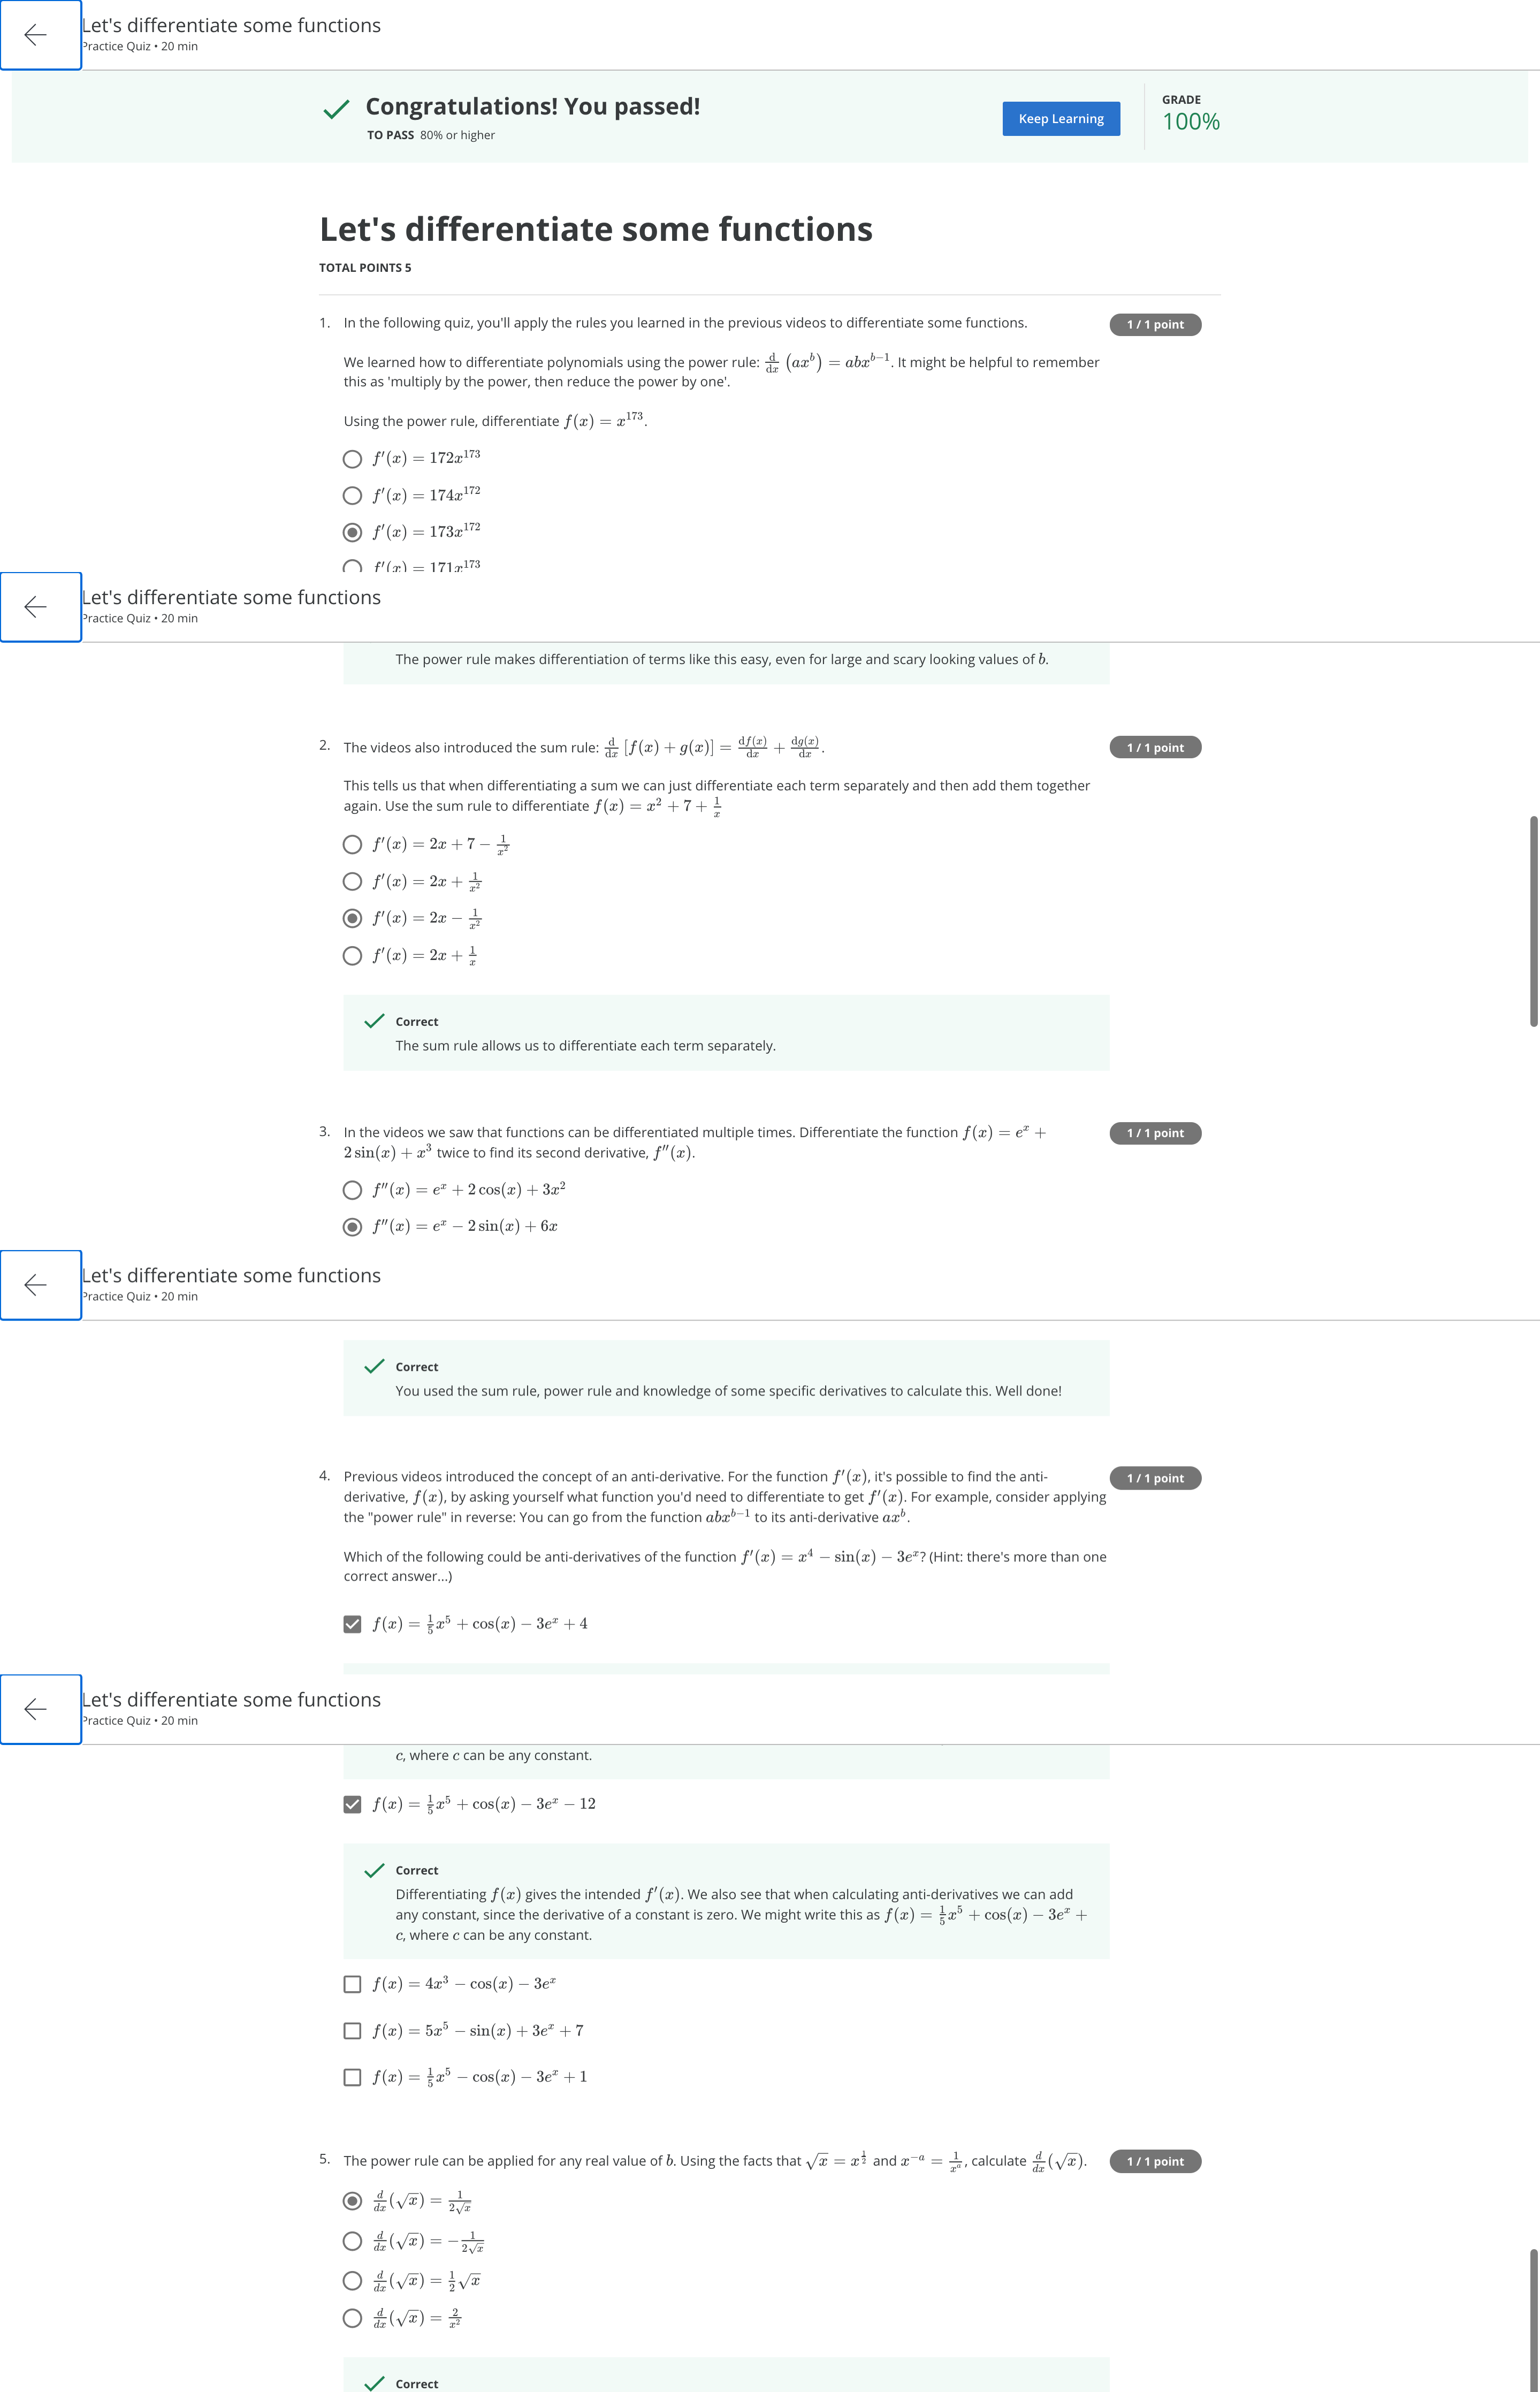 Let's differentiate some functions
Practice Quiz • 20 min
Congratulations! You passed!
TO PASS 80% or higher
Keep Learning
GRADE
100%
Let's differentiate some functions
TOTAL POINTS 5
1. In the following quiz, you'll apply the rules you learned in the previous videos to differentiate some functions.
1 / 1 point
We learned how to differentiate polynomials using the power rule: $\frac{\mathrm{d}}{\mathrm{d}x}\left(ax^b\right) = abx^{b-1}$. It might be helpful to remember
this as 'multiply by the power, then reduce the power by one'.
Using the power rule, differentiate $f(x) = x^{173}$.
$f'(x) = 172x^{173}$
$f'(x) = 174x^{172}$
$f'(x) = 173x^{172}$
$f'(x) = 171x^{173}$
Let's differentiate some functions
Practice Quiz • 20 min
The power rule makes differentiation of terms like this easy, even for large and scary looking values of $b$.
2. The videos also introduced the sum rule: $\frac{\mathrm{d}}{\mathrm{d}x}\left[f(x) + g(x)\right] = \frac{\mathrm{d}f(x)}{\mathrm{d}x} + \frac{\mathrm{d}g(x)}{\mathrm{d}x}$.
1 / 1 point
This tells us that when differentiating a sum we can just differentiate each term separately and then add them together
again. Use the sum rule to differentiate $f(x) = x^2 + 7 + \frac{1}{x}$
$f'(x) = 2x + 7 - \frac{1}{x^2}$
$f'(x) = 2x + \frac{1}{x^2}$
$f'(x) = 2x - \frac{1}{x^2}$
$f'(x) = 2x + \frac{1}{x}$
Correct
The sum rule allows us to differentiate each term separately.
3. In the videos we saw that functions can be differentiated multiple times. Differentiate the function $f(x) = e^x +$
1 / 1 point
$2\sin(x) + x^3$ twice to find its second derivative, $f''(x)$.
$f''(x) = e^x + 2\cos(x) + 3x^2$
$f''(x) = e^x - 2\sin(x) + 6x$
Let's differentiate some functions
Practice Quiz • 20 min
Correct
You used the sum rule, power rule and knowledge of some specific derivatives to calculate this. Well done!
4. Previous videos introduced the concept of an anti-derivative. For the function $f'(x)$, it's possible to find the anti-
1 / 1 point
derivative, $f(x)$, by asking yourself what function you'd need to differentiate to get $f'(x)$. For example, consider applying
the "power rule" in reverse: You can go from the function $abx^{b-1}$ to its anti-derivative $ax^b$.
Which of the following could be anti-derivatives of the function $f'(x) = x^4 - \sin(x) - 3e^x$? (Hint: there's more than one
correct answer...)
$f(x) = \frac{1}{5}x^5 + \cos(x) - 3e^x + 4$
Let's differentiate some functions
Practice Quiz • 20 min
$c$, where $c$ can be any constant.
$f(x) = \frac{1}{5}x^5 + \cos(x) - 3e^x - 12$
Correct
Differentiating $f(x)$ gives the intended $f'(x)$. We also see that when calculating anti-derivatives we can add
any constant, since the derivative of a constant is zero. We might write this as $f(x) = \frac{1}{5}x^5 + \cos(x) - 3e^x +$
$c$, where $c$ can be any constant.
$f(x) = 4x^3 - \cos(x) - 3e^x$
$f(x) = 5x^5 - \sin(x) + 3e^x + 7$
$f(x) = \frac{1}{5}x^5 - \cos(x) - 3e^x + 1$
5. The power rule can be applied for any real value of $b$. Using the facts that $\sqrt{x} = x^{\frac{1}{2}}$ and $x^{-a} = \frac{1}{x^a}$, calculate $\frac{d}{dx}(\sqrt{x})$.
1 / 1 point
$\frac{d}{dx}(\sqrt{x}) = \frac{1}{2\sqrt{x}}$
$\frac{d}{dx}(\sqrt{x}) = -\frac{1}{2\sqrt{x}}$
$\frac{d}{dx}(\sqrt{x}) = \frac{1}{2}\sqrt{x}$
$\frac{d}{dx}(\sqrt{x}) = \frac{2}{x^2}$
Correct